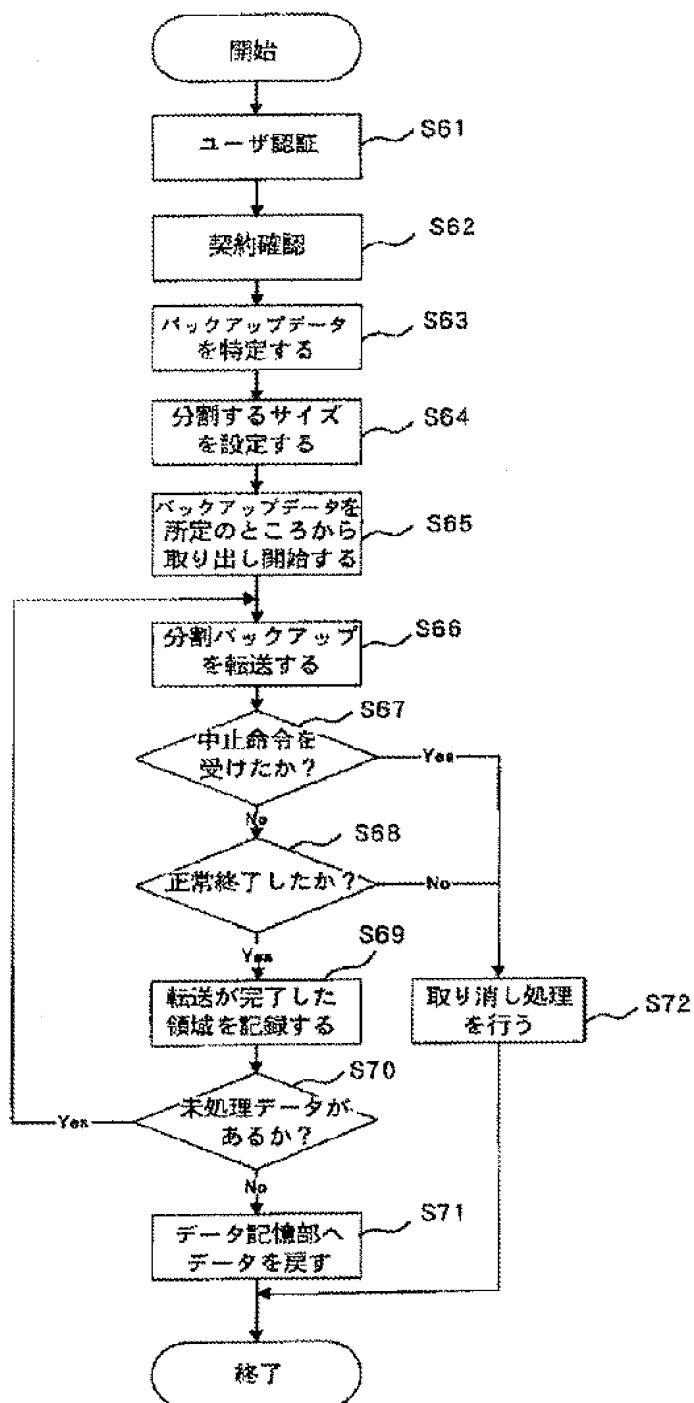 開始
ユーザ認証
S61
契約確認
S62
バックアップデータ
を特定する
S63
分割するサイズ
を設定する
S64
バックアップデータを
所定のところから
取り出し開始する
S65
分割バックアップ
を転送する
S66
中止命令を
受けたか?
S67
Yes
No
正常終了したか?
S68
No
Yes
転送が完了した
領域を記録する
S69
取り消し処理
を行う
S72
未処理データが
あるか?
S70
Yes
No
データ記憶部へ
データを戻す
S71
終了